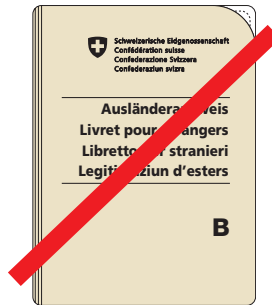 Schweizerische Eidgenossenschaft
Confédération suisse
Confederazione Svizzera
Confederaziun svizra
Livret pour
Libretto stranieri
d'esters
B